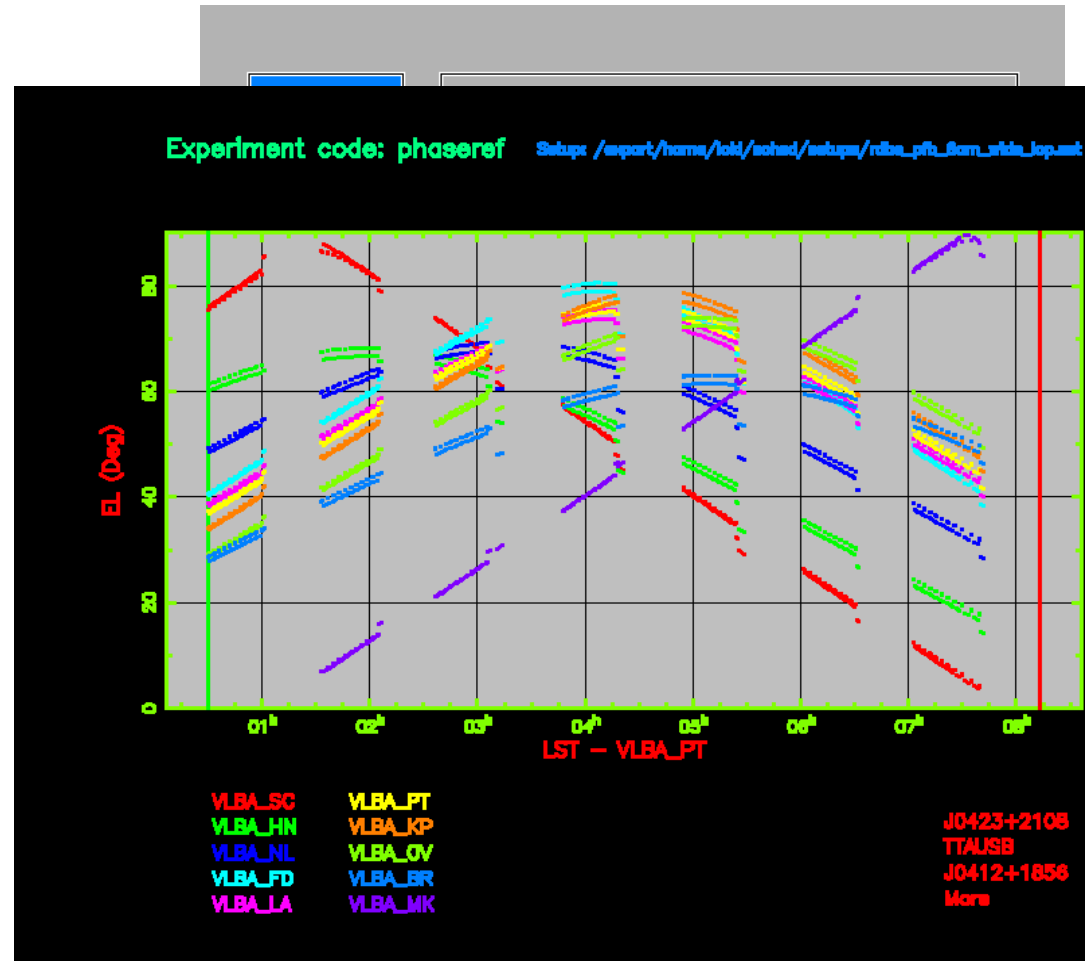 Experiment code: phaseref
Setup: /export/home/loki/sched/setups/rdbe_pfb_6cm_wide_lcp.set
80
60
40
20
0
EL (Deg)
01h 02h 03h 04h 05h 06h 07h 08h
LST – VLBA_PT
VLBA_SC VLBA_PT
VLBA_HN VLBA_KP
VLBA_NL VLBA_OV
VLBA_FD VLBA_BR
VLBA_LA VLBA_MK
J0423+2108
TTAUSB
J0412+1856
More